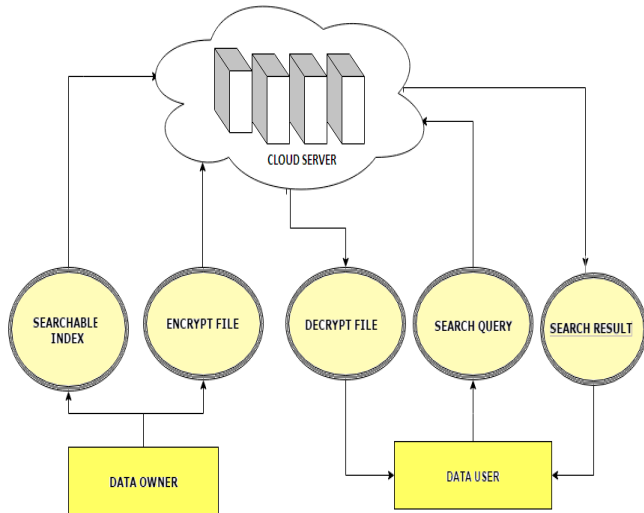 CLOUD SERVER
SEARCHABLE
INDEX
ENCRYPT FILE
DECRYPT FILE
SEARCH QUERY
SEARCH RESULT
DATA OWNER
DATA USER